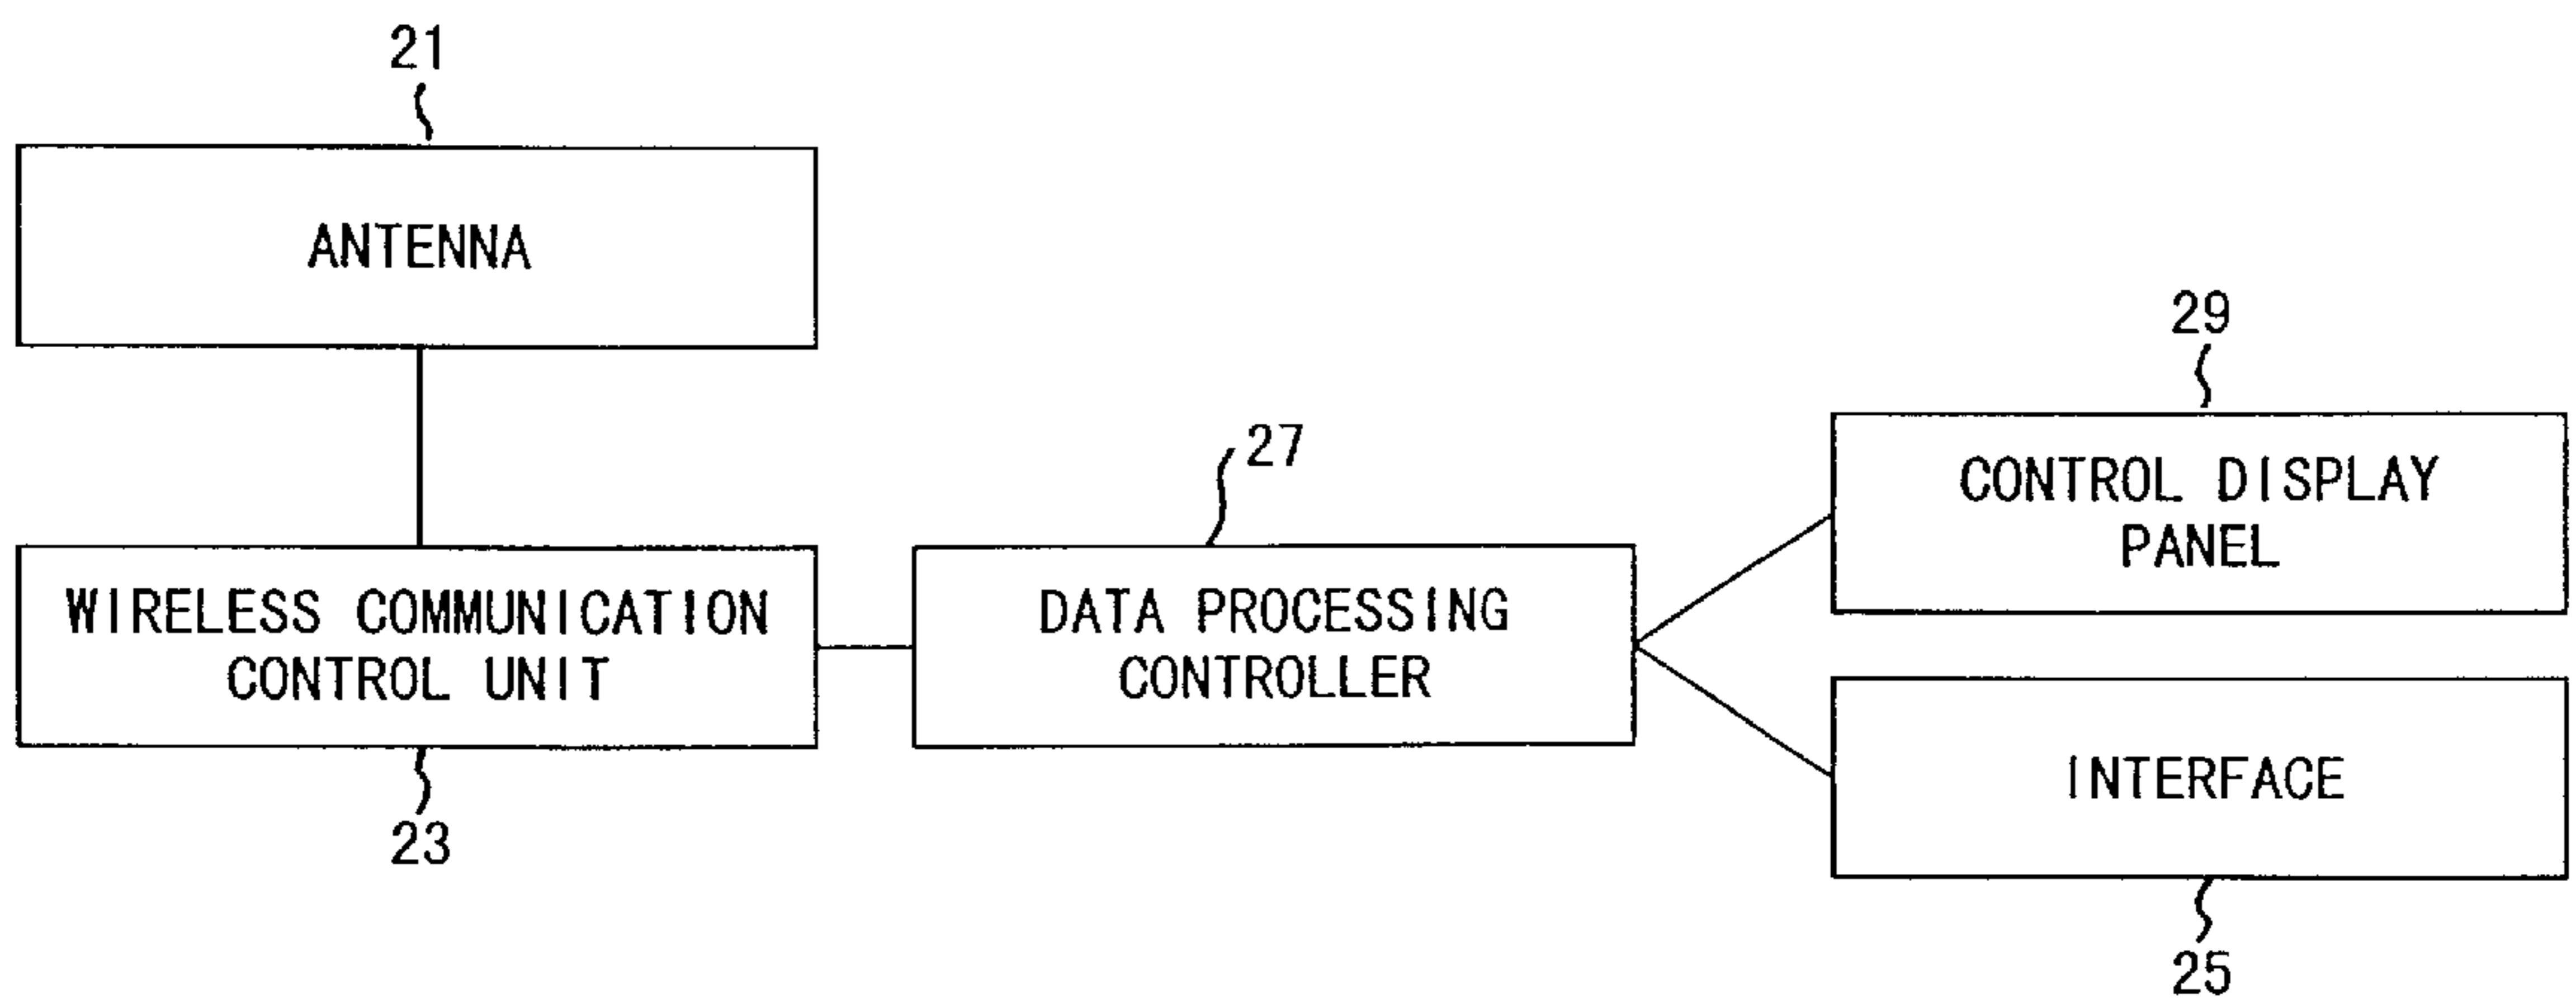 21
ANTENNA
29
CONTROL DISPLAY
PANEL
27
WIRELESS COMMUNICATION
CONTROL UNIT
DATA PROCESSING
CONTROLLER
INTERFACE
23
25